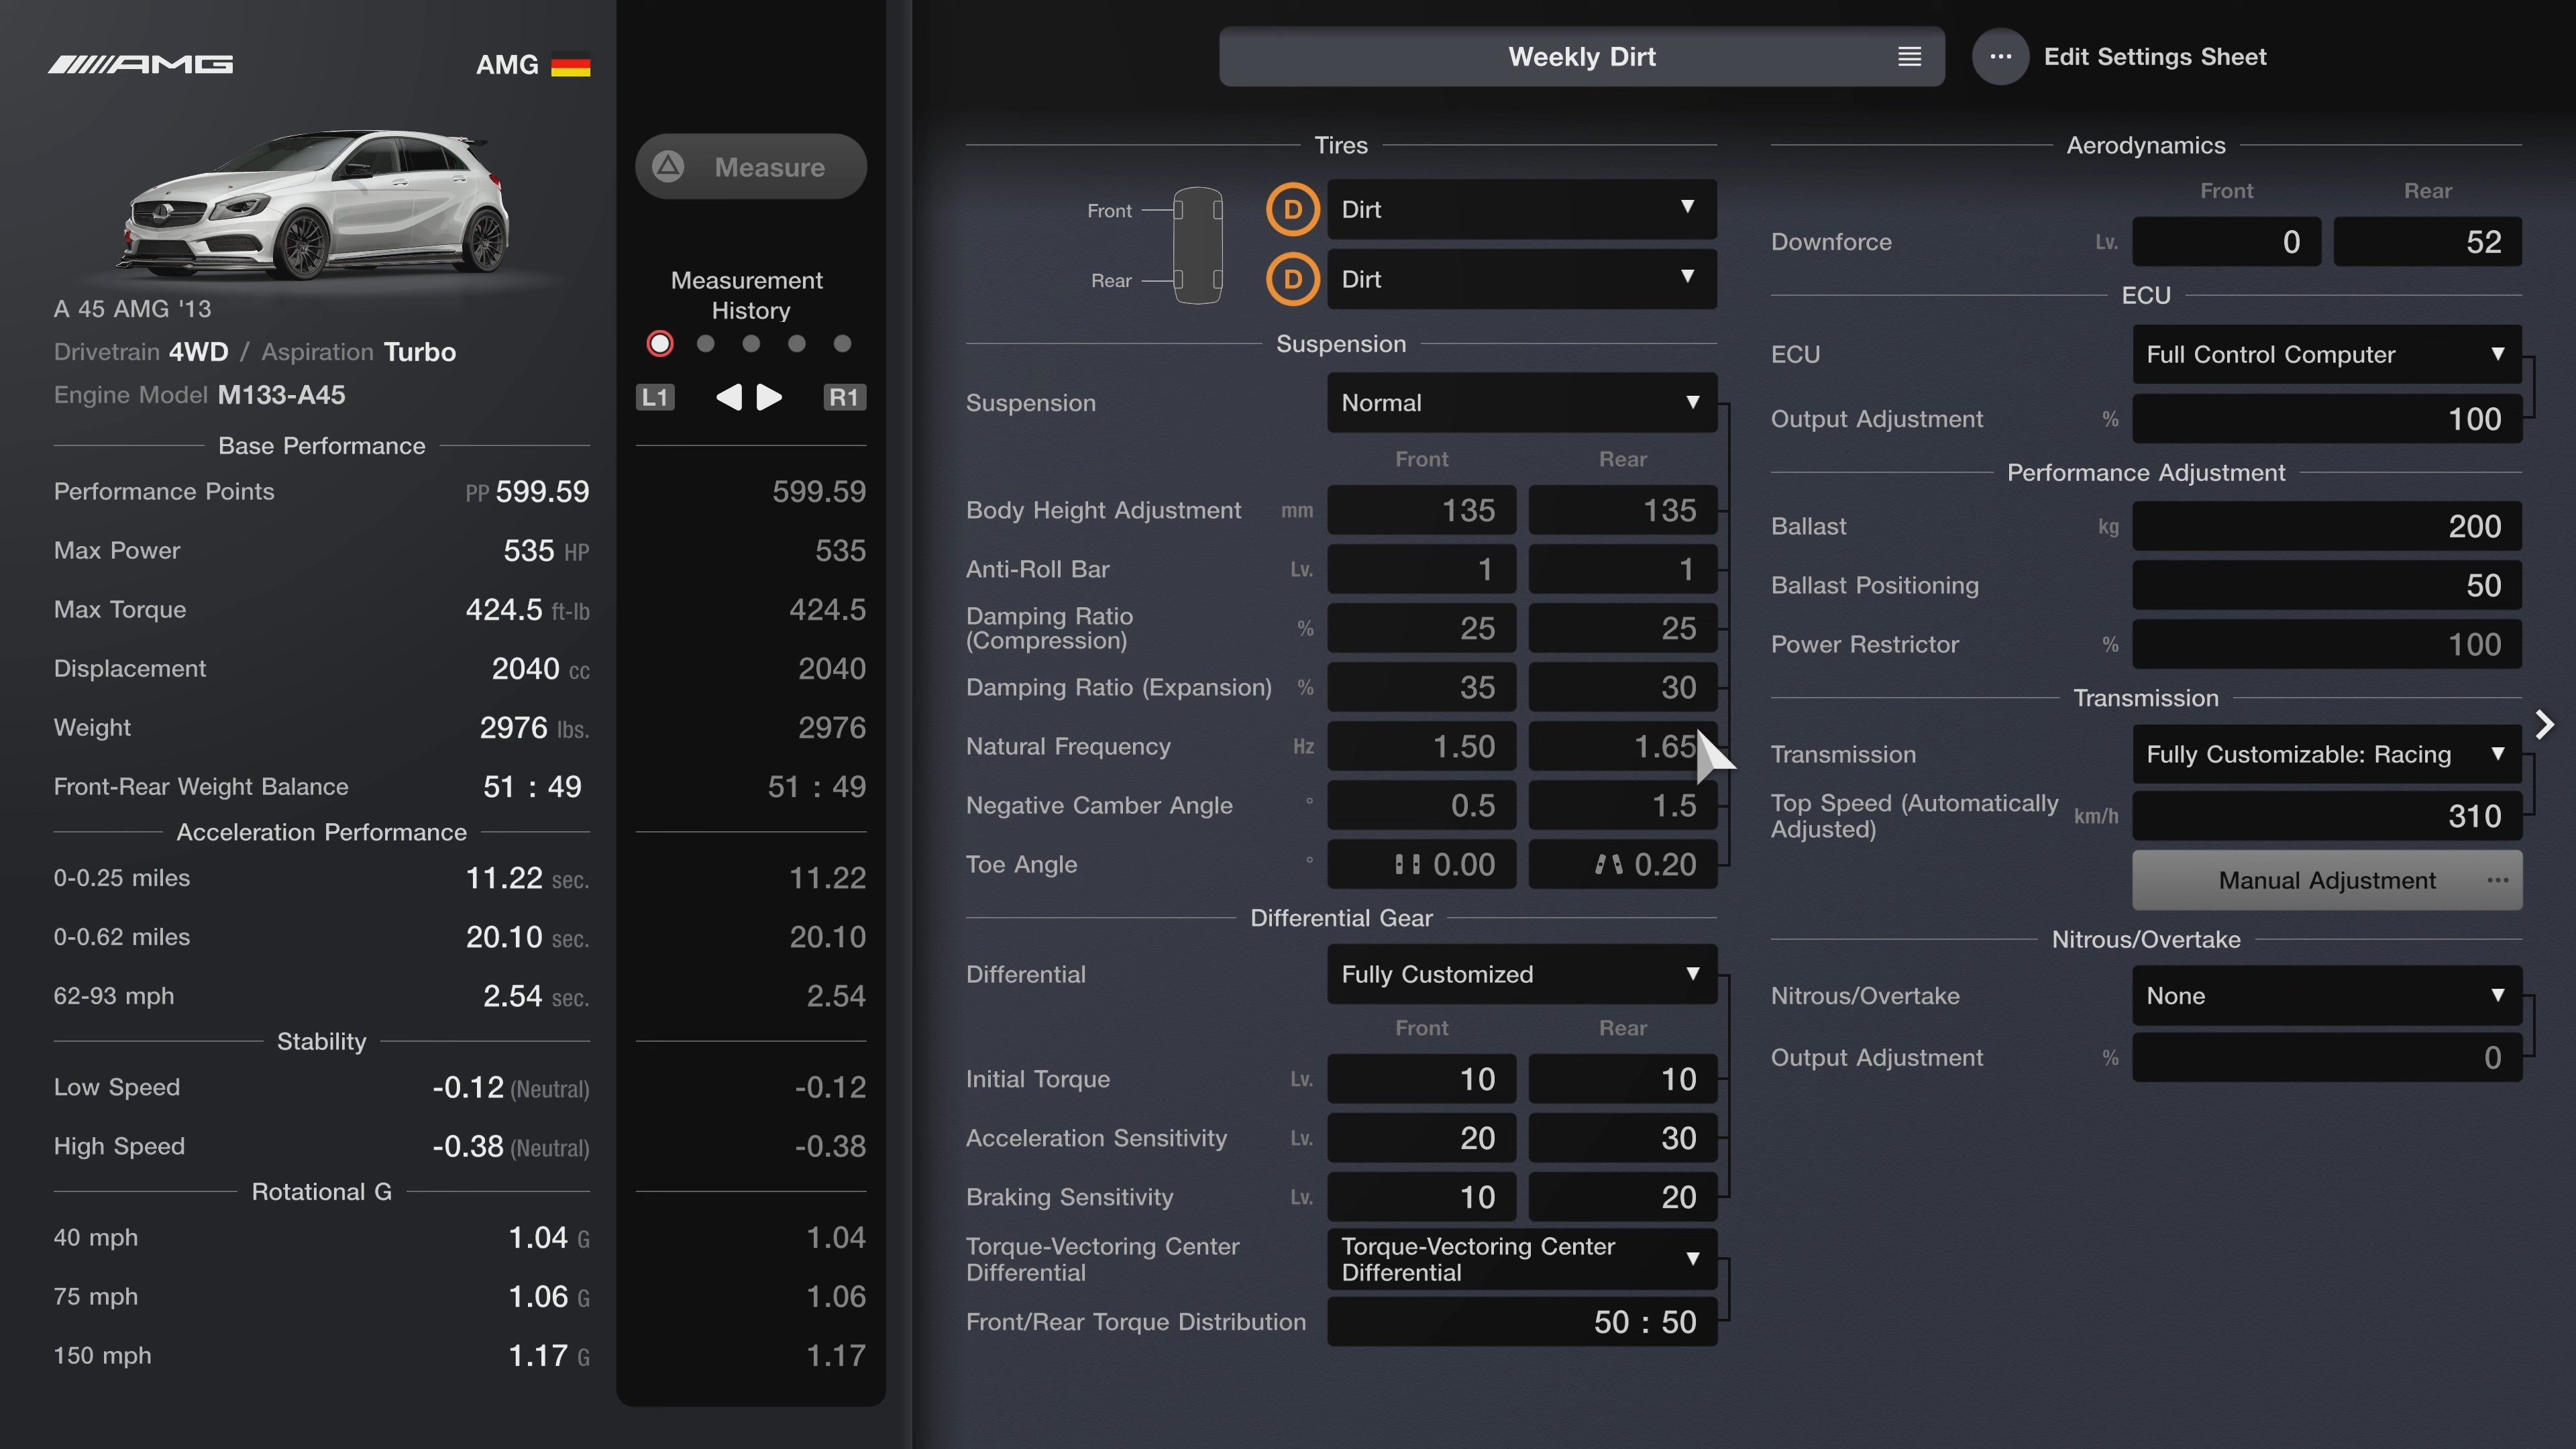 AMG
AMG
A 45 AMG '13
Drivetrain 4WD / Aspiration Turbo
Engine Model M133-A45
Base Performance
Performance Points PP 599.59
Max Power 535 HP
Max Torque 424.5 ft-lb
Displacement 2040 cc
Weight 2976 lbs.
Front-Rear Weight Balance 51 : 49
Acceleration Performance
0-0.25 miles 11.22 sec.
0-0.62 miles 20.10 sec.
62-93 mph 2.54 sec.
Stability
Low Speed -0.12 (Neutral)
High Speed -0.38 (Neutral)
Rotational G
40 mph 1.04 G
75 mph 1.06 G
150 mph 1.17 G
Measure
Measurement
History
L1 R1
599.59
535
424.5
2040
2976
51 : 49
11.22
20.10
2.54
-0.12
-0.38
1.04
1.06
1.17
Weekly Dirt
Edit Settings Sheet
Tires
Front D Dirt
Rear D Dirt
Suspension
Suspension Normal
Front Rear
Body Height Adjustment mm 135 135
Anti-Roll Bar Lv. 1 1
Damping Ratio
(Compression) % 25 25
Damping Ratio (Expansion) % 35 30
Natural Frequency Hz 1.50 1.65
Negative Camber Angle ° 0.5 1.5
Toe Angle ° 0.00 0.20
Differential Gear
Differential Fully Customized
Front Rear
Initial Torque Lv. 10 10
Acceleration Sensitivity Lv. 20 30
Braking Sensitivity Lv. 10 20
Torque-Vectoring Center
Differential
Torque-Vectoring Center
Differential
Front/Rear Torque Distribution 50 : 50
Aerodynamics
Front Rear
Downforce Lv. 0 52
ECU
ECU Full Control Computer
Output Adjustment % 100
Performance Adjustment
Ballast kg 200
Ballast Positioning 50
Power Restrictor % 100
Transmission
Transmission Fully Customizable: Racing
Top Speed (Automatically
Adjusted) km/h 310
Manual Adjustment
Nitrous/Overtake
Nitrous/Overtake None
Output Adjustment % 0